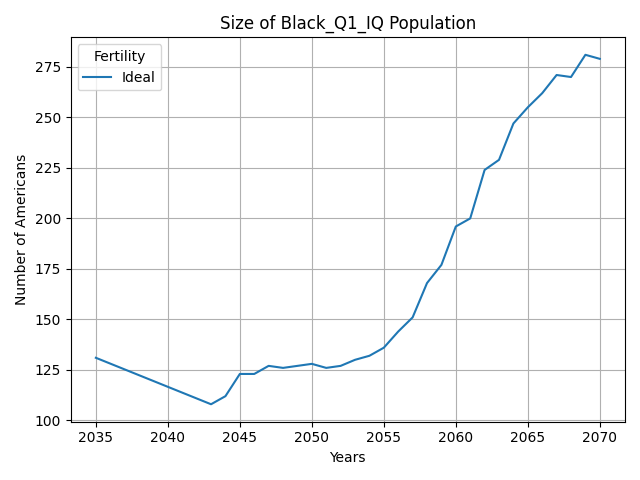 Size of Black_Q1_IQ Population
Fertility
Ideal
Number of Americans
275
250
225
200
175
150
125
100
2035 2040 2045 2050 2055 2060 2065 2070
Years